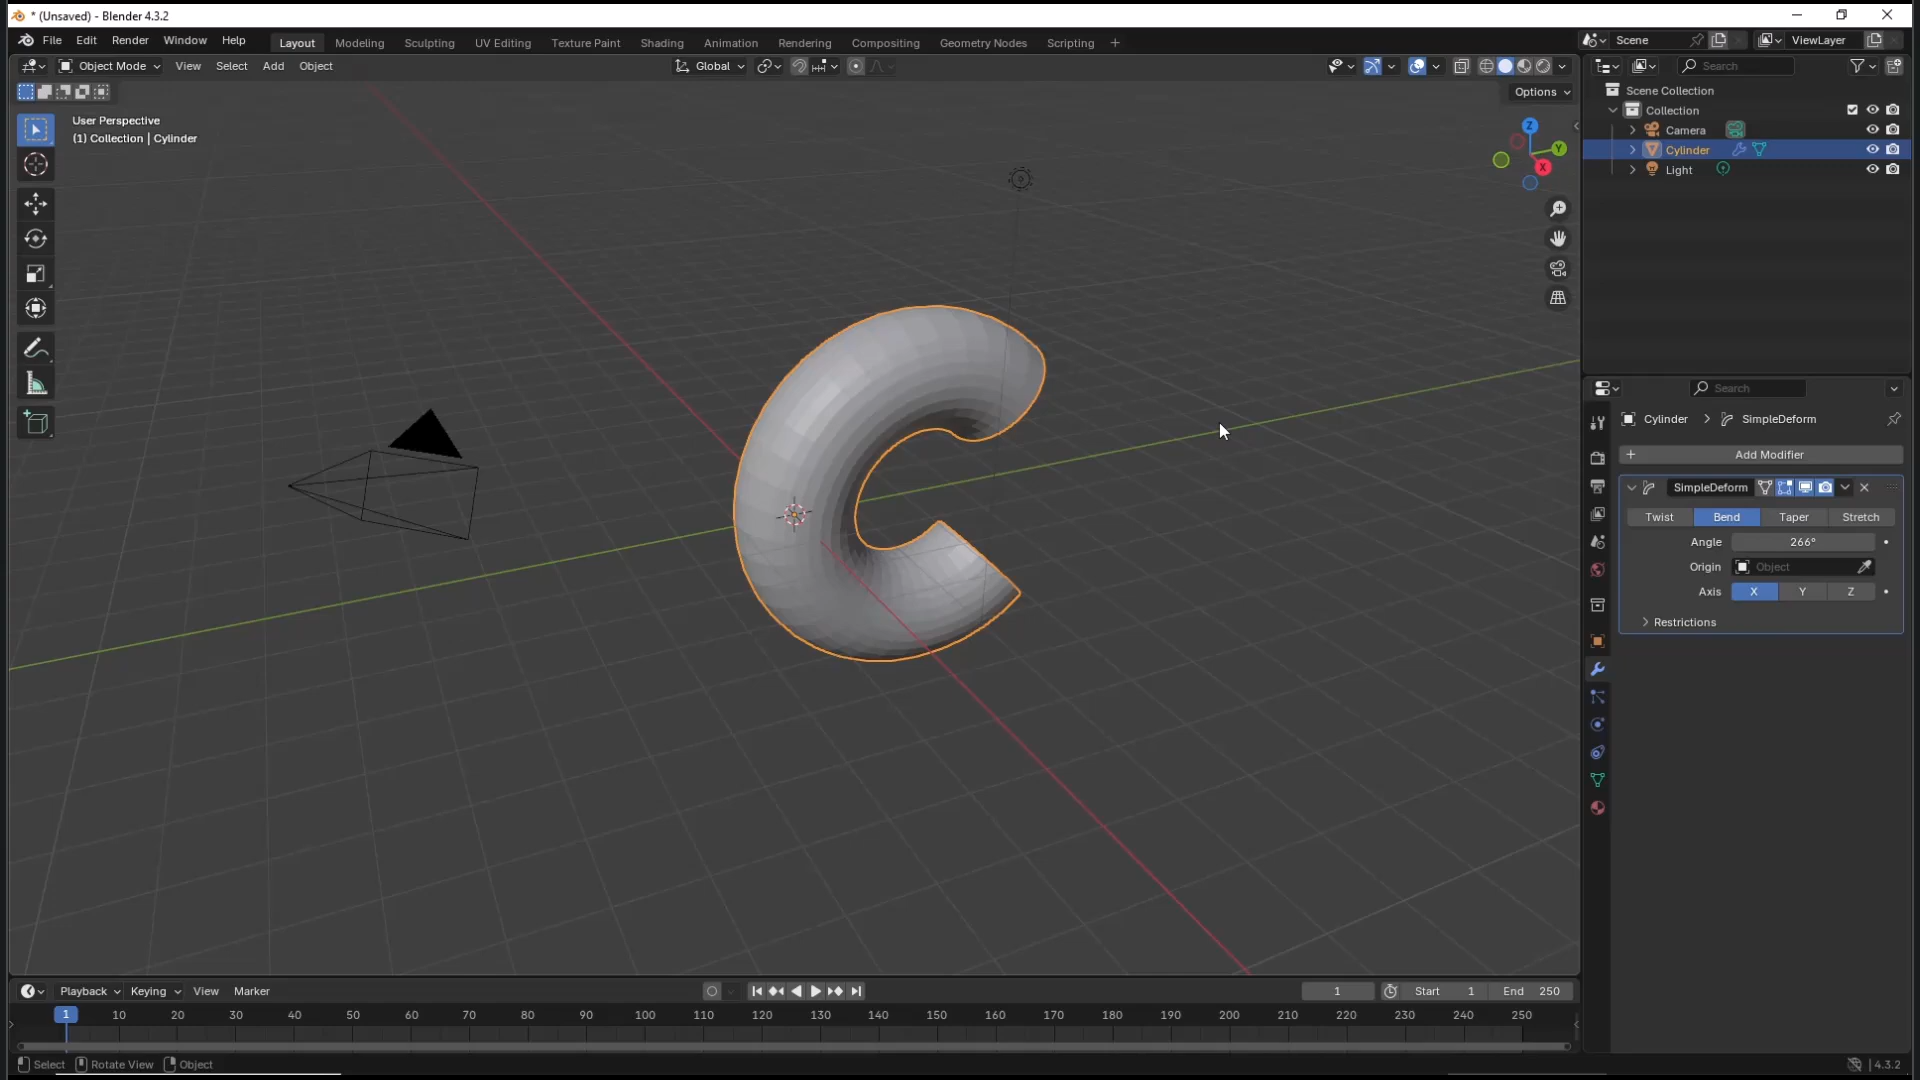 * (Unsaved) - Blender 4.3.2
File Edit Render Window Help Layout Modeling Sculpting UV Editing Texture Paint Shading Animation Rendering Compositing Geometry Nodes Scripting + Scene ViewLayer
Object Mode View Select Add Object Global Search
Options
User Perspective
(1) Collection | Cylinder
Z
Y
X
Scene Collection
Collection
Camera
Cylinder
Light
Search
Cylinder > SimpleDeform
+ Add Modifier
SimpleDeform
Twist Bend Taper Stretch
Angle 266°
Origin Object
Axis X Y Z
> Restrictions
Playback Keying View Marker 1 Start 1 End 250
1 10 20 30 40 50 60 70 80 90 100 110 120 130 140 150 160 170 180 190 200 210 220 230 240 250
Select Rotate View Object 4.3.2